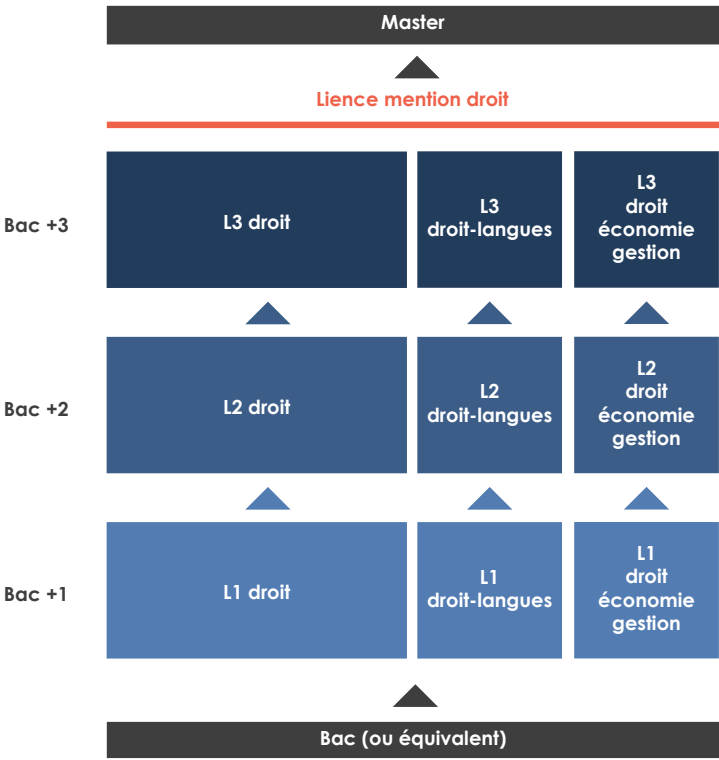 Master
Lience mention droit
Bac +3
L3 droit
L3
droit-langues
L3
droit
économie
gestion
Bac +2
L2 droit
L2
droit-langues
L2
droit
économie
gestion
Bac +1
L1 droit
L1
droit-langues
L1
droit
économie
gestion
Bac (ou équivalent)